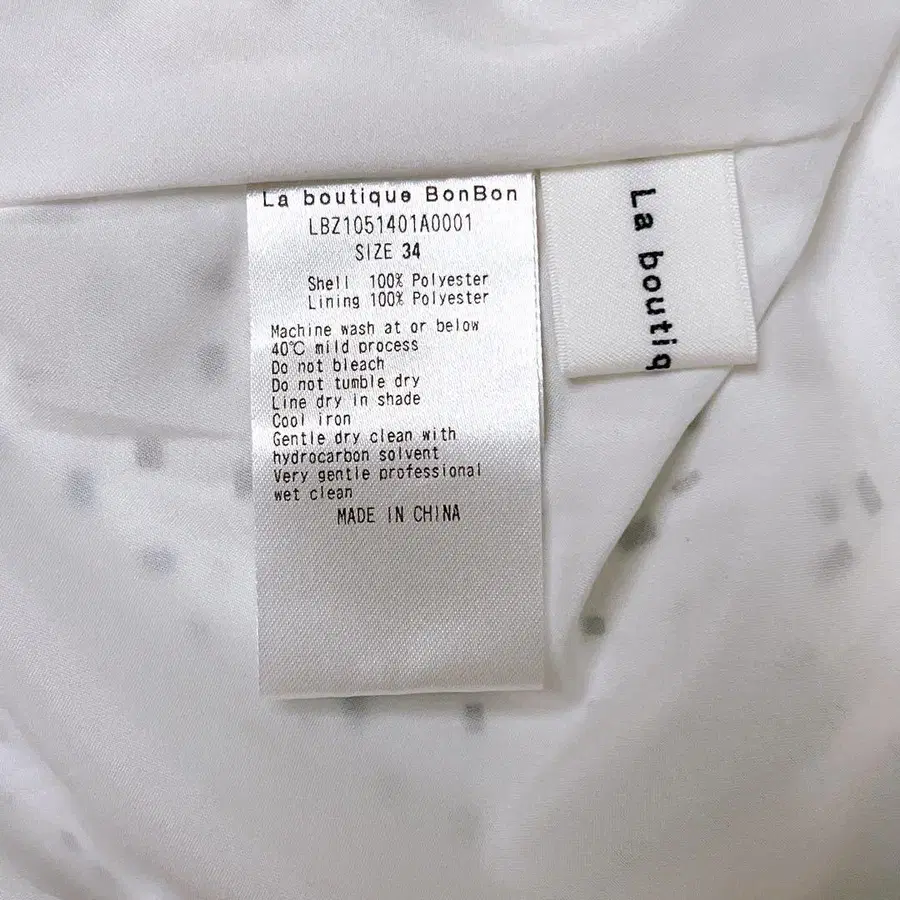 La boutique BonBon
LBZ1051401A0001
SIZE 34
Shell 100% Polyester
Lining 100% Polyester
Machine wash at or below
40℃ mild process
Do not bleach
Do not tumble dry
Line dry in shade
Cool iron
Gentle dry clean with
hydrocarbon solvent
Very gentle professional
wet clean
MADE IN CHINA
La boutiq